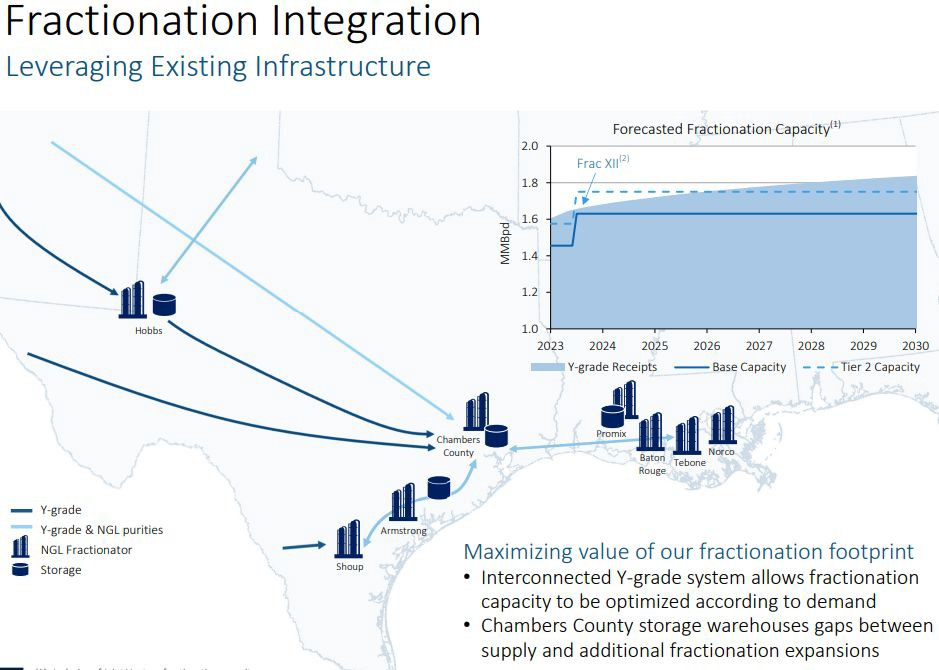 Fractionation Integration
Leveraging Existing Infrastructure
Forecasted Fractionation Capacity(1)
2.0
1.8
1.6
1.4
1.2
1.0
MMBpd
Frac XII(2)
2023 2024 2025 2026 2027 2028 2029 2030
Y-grade Receipts Base Capacity Tier 2 Capacity
Hobbs
Chambers
County
Promix
Baton
Rouge
Tebone
Norco
Armstrong
Shoup
Y-grade
Y-grade & NGL purities
NGL Fractionator
Storage
Maximizing value of our fractionation footprint
• Interconnected Y-grade system allows fractionation
capacity to be optimized according to demand
• Chambers County storage warehouses gaps between
supply and additional fractionation expansions